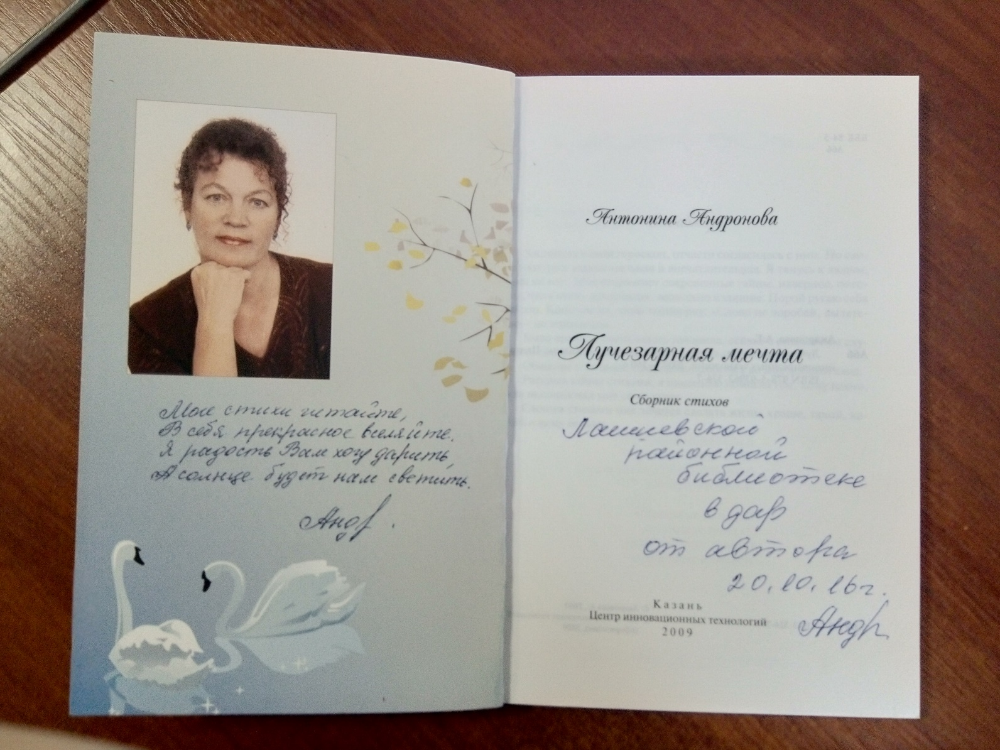 Мои стихи читайте,
В себя прекрасное вселяйте.
Я радость Вам хочу дарить,
А солнце будет нам светить.
Андр.
Антонина Андронова
Лучезарная мечта
Сборник стихов
Лаишевской
районной
библиотеке
в дар
от автора
20.10.16г.
Андр
Казань
Центр инновационных технологий
2009